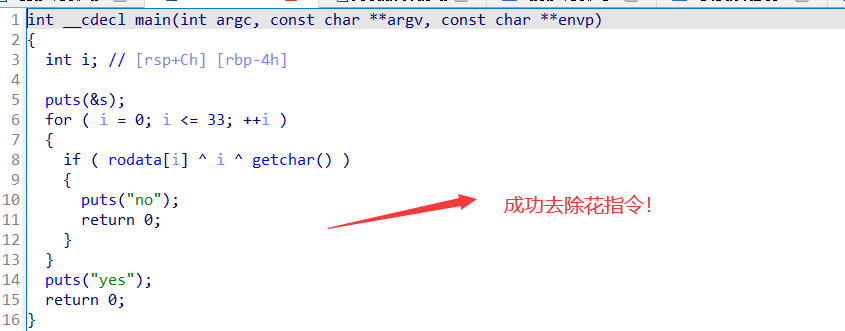 1 int __cdecl main(int argc, const char **argv, const char **envp)
2 {
3 int i; // [rsp+Ch] [rbp-4h]
4
5 puts(&s);
6 for ( i = 0; i <= 33; ++i )
7 {
8 if ( rodata[i] ^ i ^ getchar() )
9 {
10 puts("no");
11 return 0;
12 }
13 }
14 puts("yes");
15 return 0;
16 }
成功去除花指令！